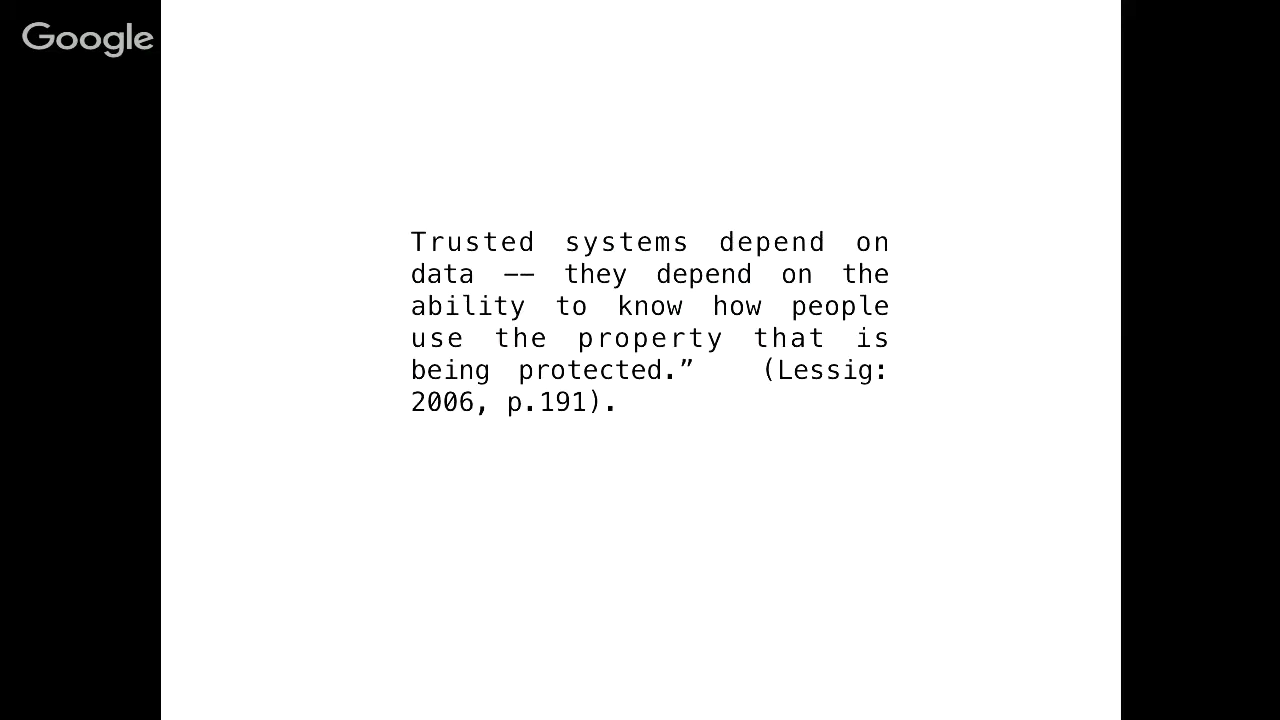 Google
Trusted systems depend on
data -- they depend on the
ability to know how people
use the property that is
being protected.” (Lessig:
2006, p.191).